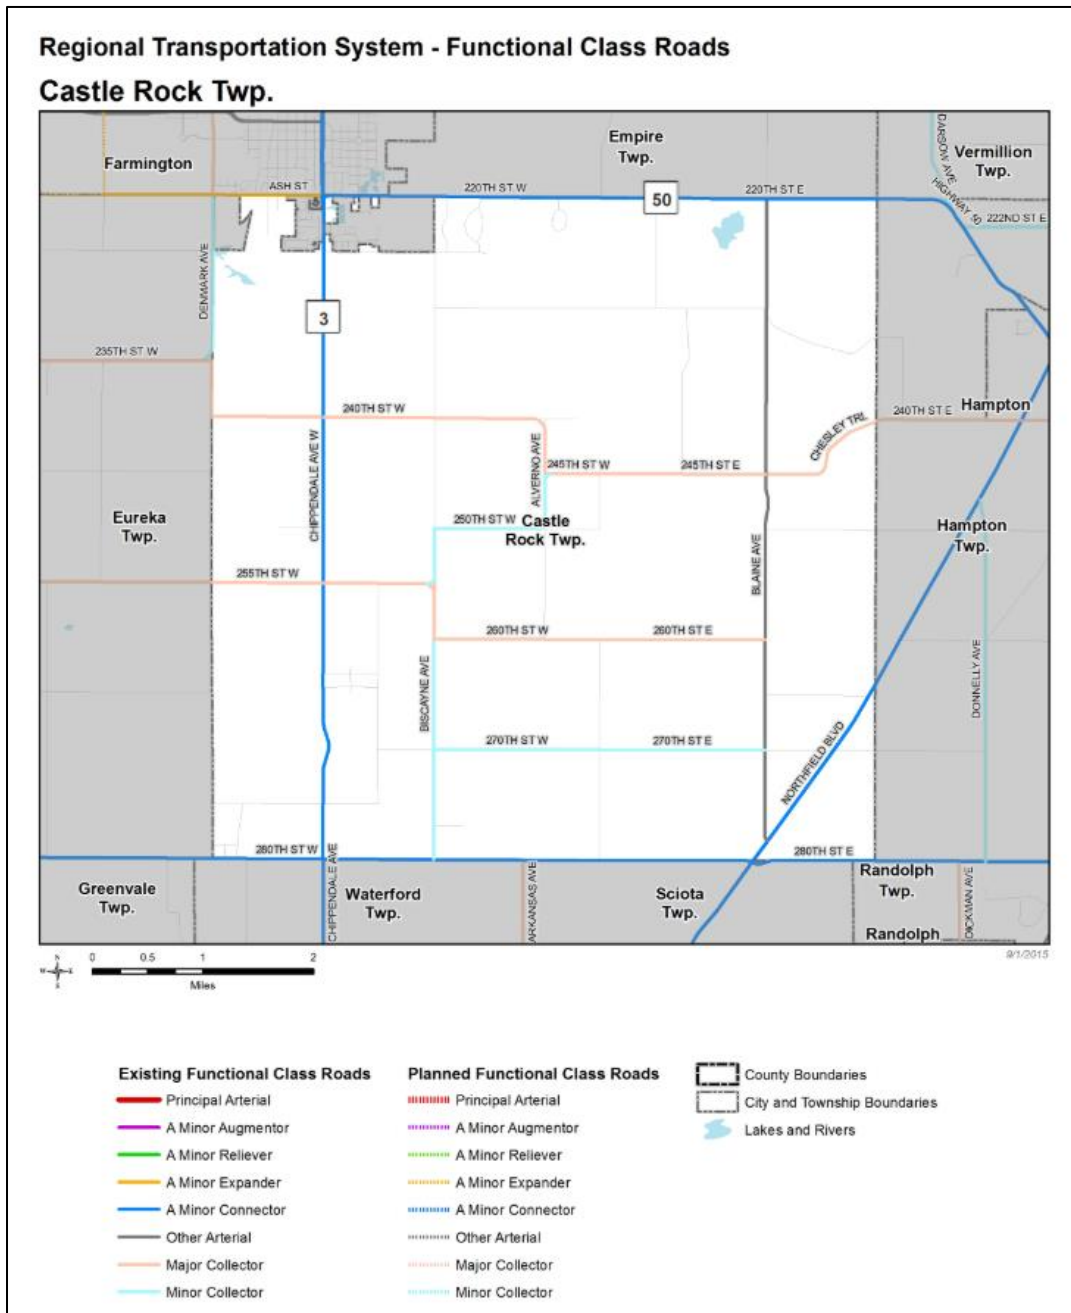 Regional Transportation System - Functional Class Roads
Castle Rock Twp.
Farmington
Empire
Twp.
DARSOW AVE
Vermillion
Twp.
ASH ST
220TH ST W
50
220TH ST E
HIGHWAY 50
222ND ST E
DENMARK AVE
3
235TH ST W
240TH ST W
ALVERNO AVE
CHESLEY TRL
240TH ST E
Hampton
CHIPPENDALE AVE W
245TH ST W
245TH ST E
Eureka
Twp.
250TH ST W
Castle
Rock Twp.
Hampton
Twp.
BLAINE AVE
255TH ST W
260TH ST W
260TH ST E
BISCAYNE AVE
DONNELLY AVE
270TH ST W
270TH ST E
NORTHFIELD BLVD
280TH ST W
280TH ST E
CHIPPENDALE AVE
ARKANSAS AVE
DICKMAN AVE
Greenvale
Twp.
Waterford
Twp.
Sciota
Twp.
Randolph
Twp.
Randolph
9/1/2015
N
W
E
S
0
0.5
1
2
Miles
Existing Functional Class Roads
Principal Arterial
A Minor Augmentor
A Minor Reliever
A Minor Expander
A Minor Connector
Other Arterial
Major Collector
Minor Collector
Planned Functional Class Roads
Principal Arterial
A Minor Augmentor
A Minor Reliever
A Minor Expander
A Minor Connector
Other Arterial
Major Collector
Minor Collector
County Boundaries
City and Township Boundaries
Lakes and Rivers